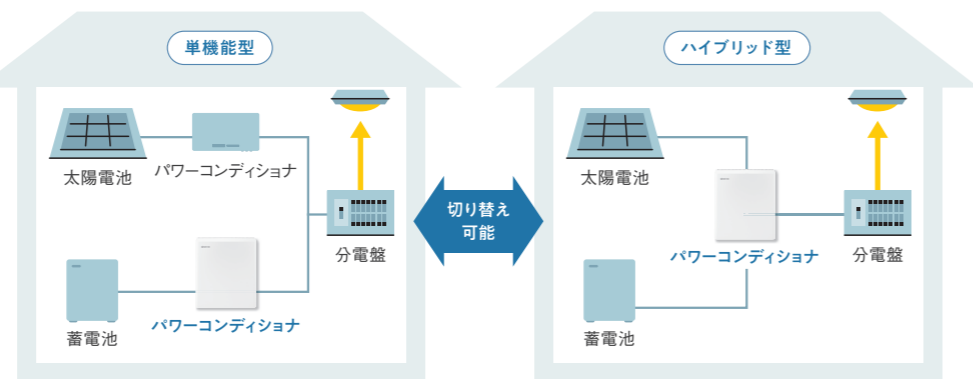 単機能型
太陽電池
パワーコンディショナ
分電盤
蓄電池
パワーコンディショナ
切り替え
可能
ハイブリッド型
太陽電池
パワーコンディショナ
分電盤
蓄電池